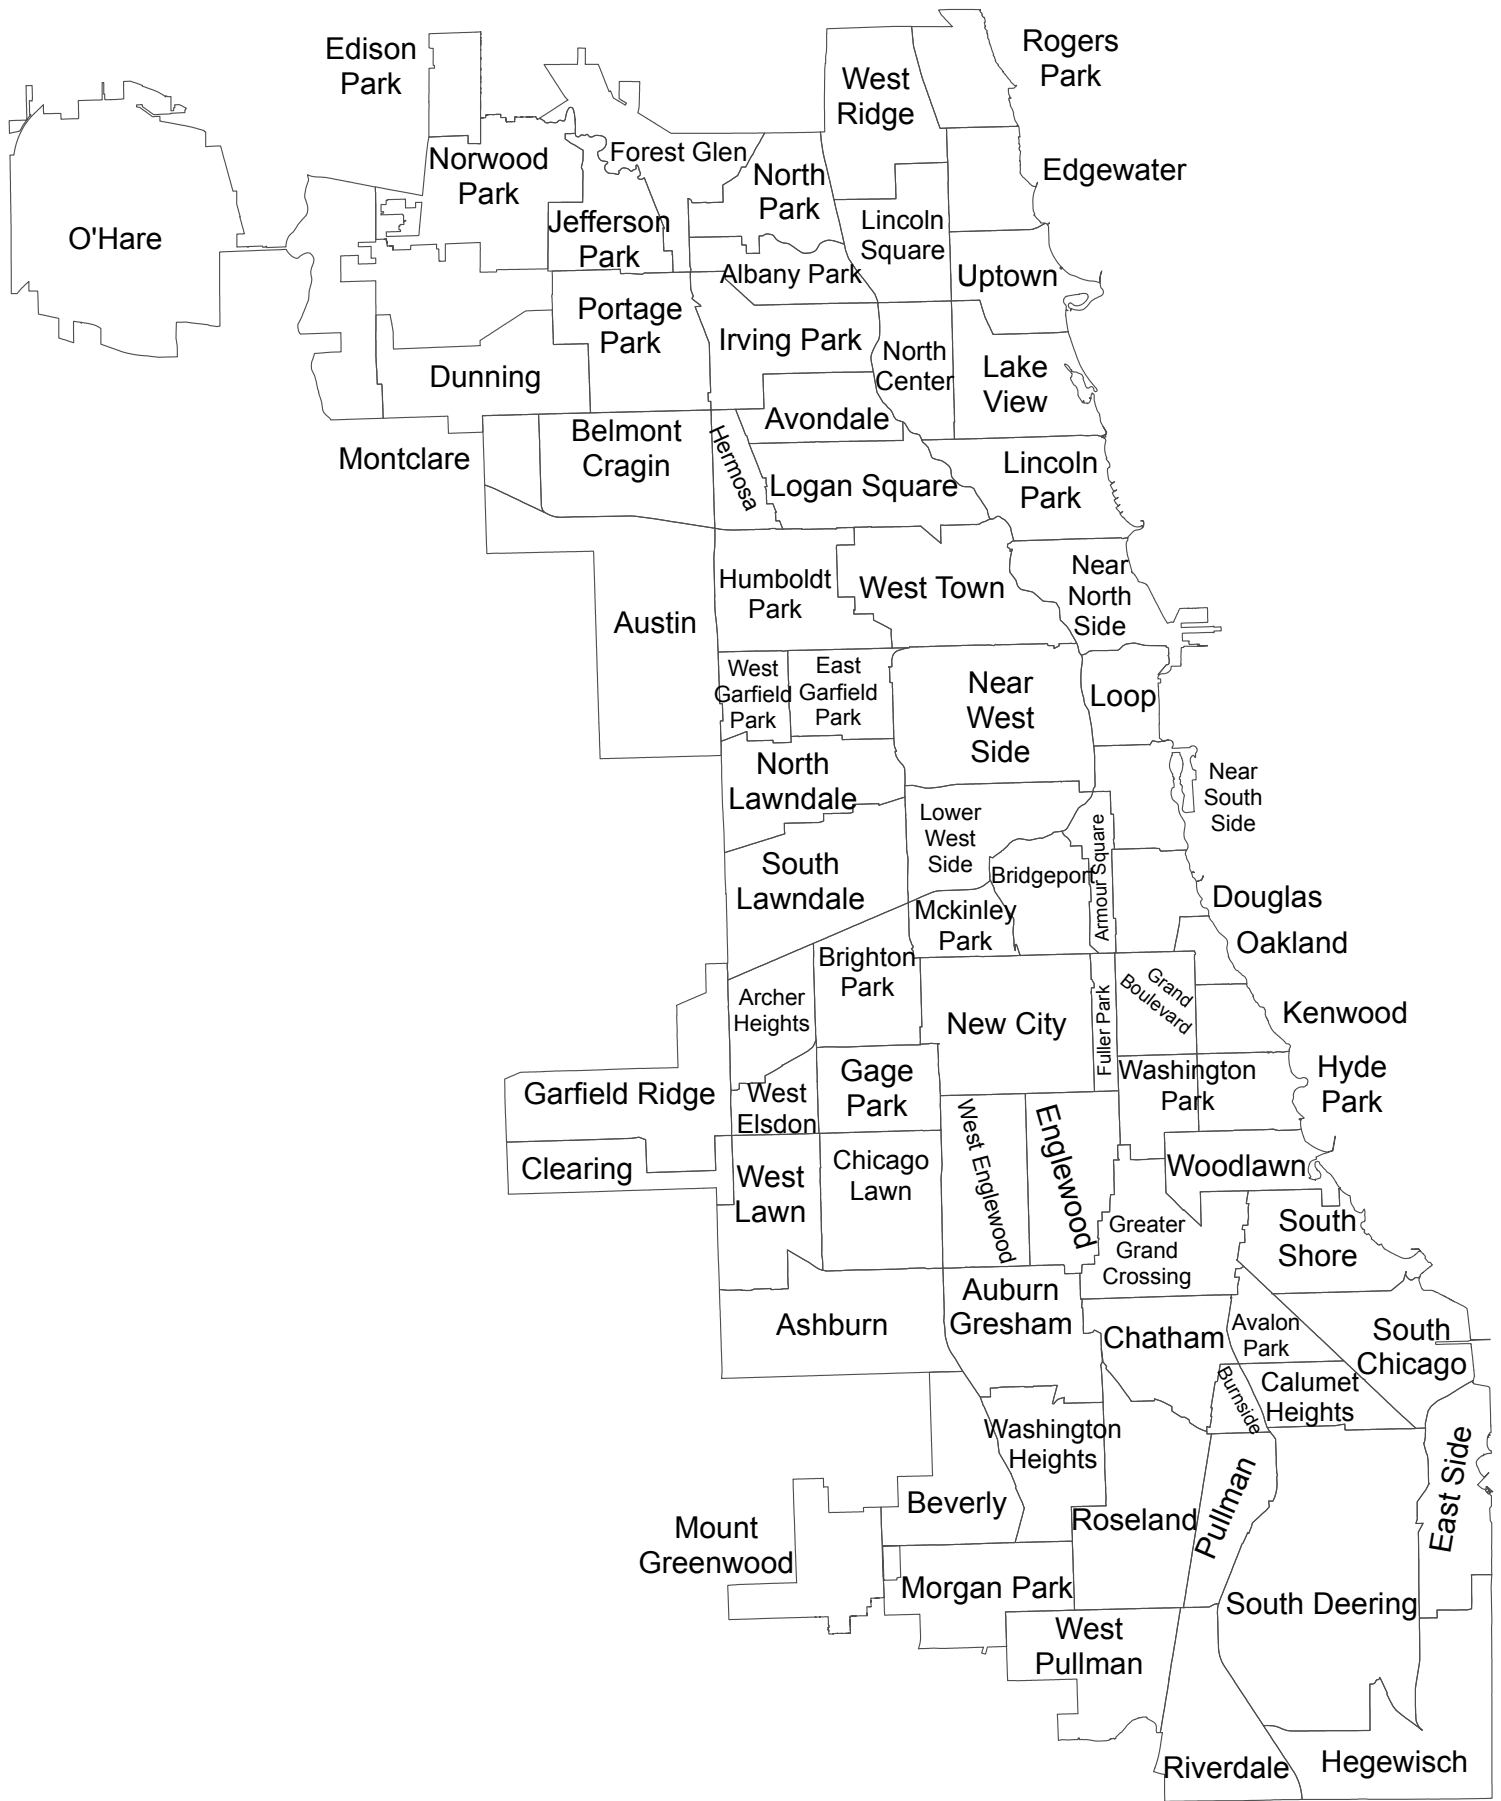 Edison
Park
Rogers
Park
West
Ridge
Norwood
Park
Forest Glen
North
Park
Edgewater
O'Hare
Jefferson
Park
Lincoln
Square
Albany Park
Uptown
Portage
Park
Irving Park
North
Center
Lake
View
Dunning
Avondale
Montclare
Belmont
Cragin
Hermosa
Logan Square
Lincoln
Park
Austin
Humboldt
Park
West Town
Near
North
Side
West
Garfield
Park
East
Garfield
Park
Near
West
Side
Loop
North
Lawndale
Near
South
Side
Lower
West
Side
South
Lawndale
Bridgeport
Armour Square
Mckinley
Park
Douglas
Oakland
Brighton
Park
Archer
Heights
New City
Fuller Park
Grand
Boulevard
Kenwood
Garfield Ridge
West
Elsdon
Gage
Park
Washington
Park
Hyde
Park
Clearing
West
Lawn
Chicago
Lawn
West Englewood
Englewood
Woodlawn
Greater
Grand
Crossing
South
Shore
Ashburn
Auburn
Gresham
Chatham
Avalon
Park
South
Chicago
Burnside
Calumet
Heights
Washington
Heights
Beverly
Roseland
Pullman
East Side
Mount
Greenwood
Morgan Park
South Deering
West
Pullman
Riverdale
Hegewisch